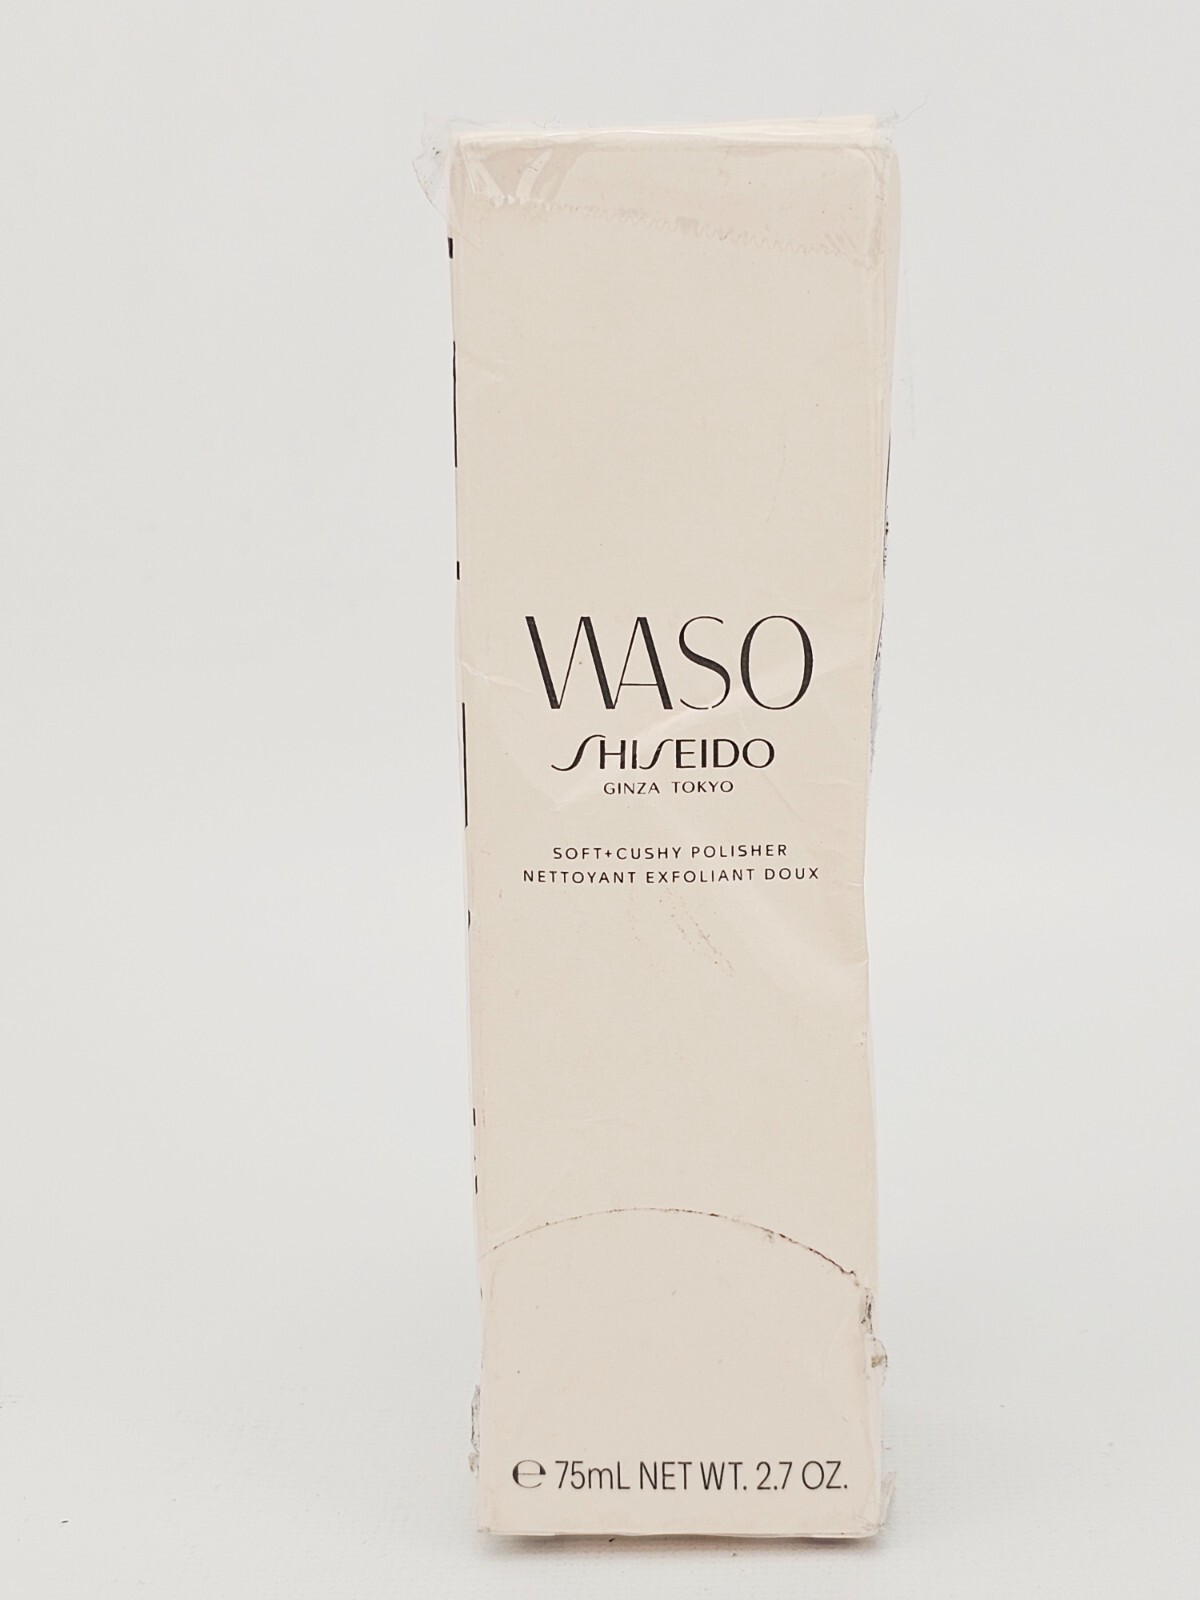 WASO
SHISEIDO
GINZA TOKYO
SOFT+CUSHY POLISHER
NETTOYANT EXFOLIANT DOUX
℮ 75mL NET WT. 2.7 OZ.